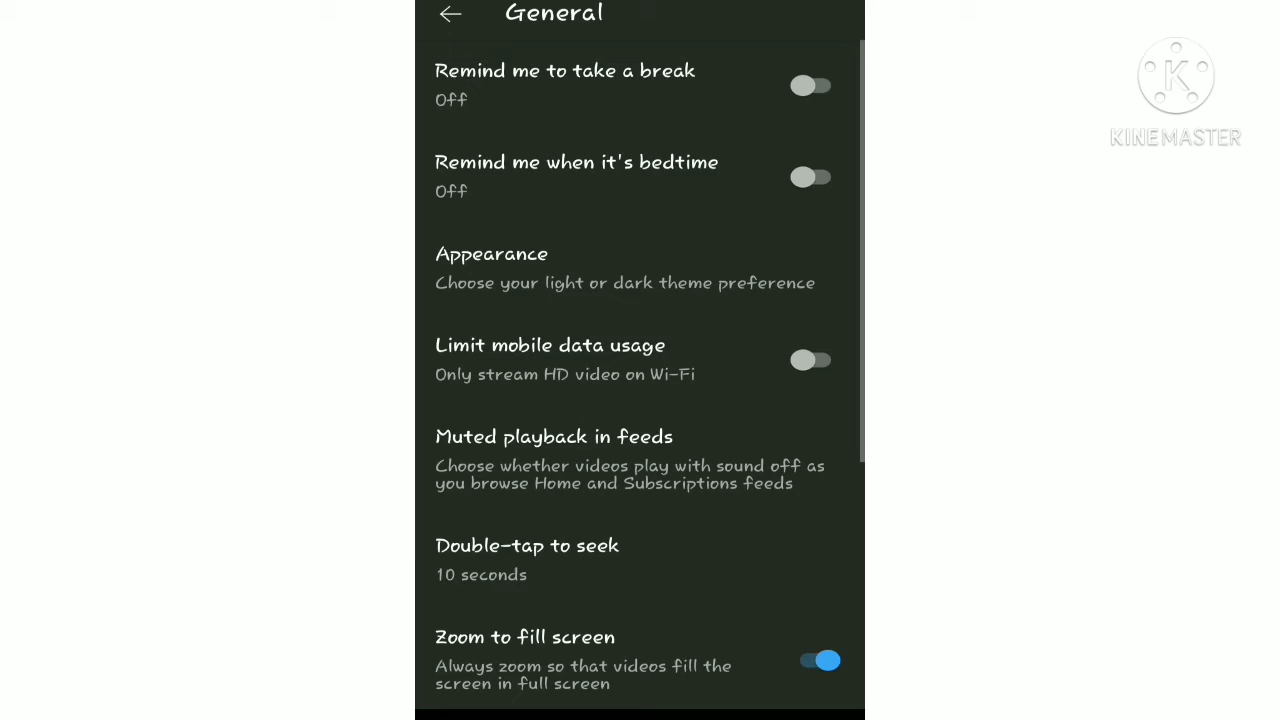 General
Remind me to take a break
Off
Remind me when it's bedtime
Off
Appearance
Choose your light or dark theme preference
Limit mobile data usage
Only stream HD video on Wi-Fi
Muted playback in feeds
Choose whether videos play with sound off as
you browse Home and Subscriptions feeds
Double-tap to seek
10 seconds
Zoom to fill screen
Always zoom so that videos fill the
screen in full screen
K
KINEMASTER